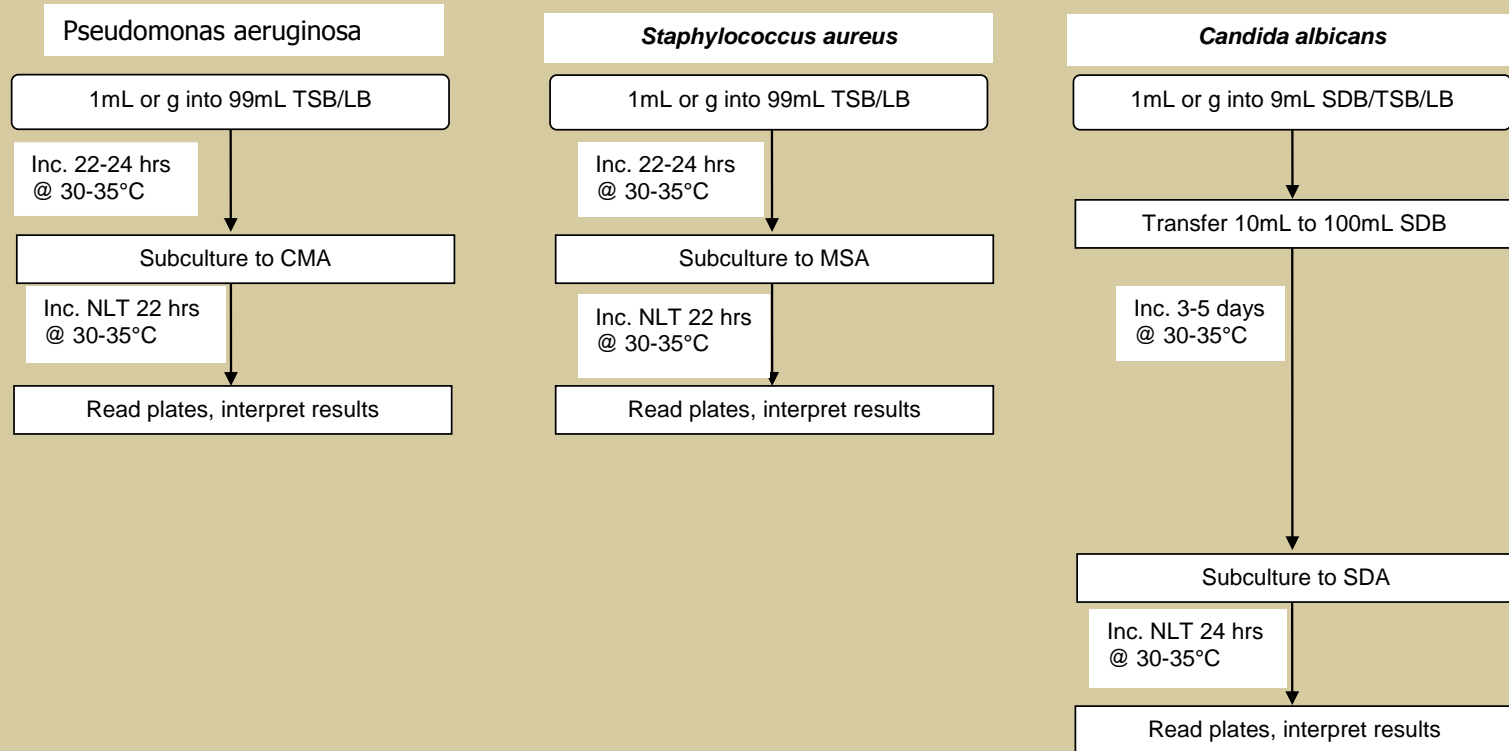 Pseudomonas aeruginosa
1mL or g into 99mL TSB/LB
Inc. 22-24 hrs
@ 30-35°C
Subculture to CMA
Inc. NLT 22 hrs
@ 30-35°C
Read plates, interpret results
Staphylococcus aureus
1mL or g into 99mL TSB/LB
Inc. 22-24 hrs
@ 30-35°C
Subculture to MSA
Inc. NLT 22 hrs
@ 30-35°C
Read plates, interpret results
Candida albicans
1mL or g into 9mL SDB/TSB/LB
Transfer 10mL to 100mL SDB
Inc. 3-5 days
@ 30-35°C
Subculture to SDA
Inc. NLT 24 hrs
@ 30-35°C
Read plates, interpret results